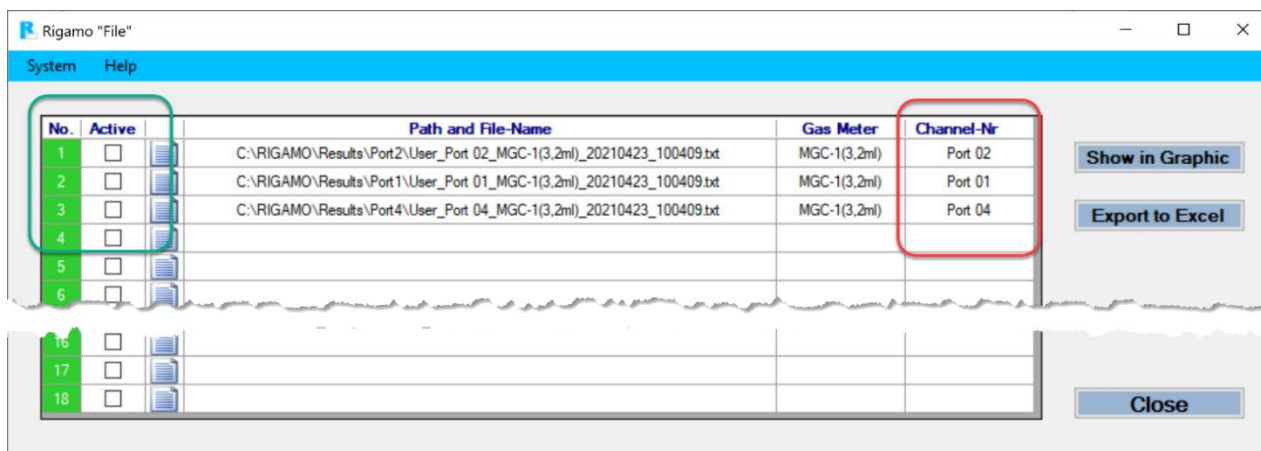 Rigamo "File"
System Help
No. Active Path and File-Name Gas Meter Channel-Nr
1 C:\RIGAMO\Results\Port2\User_Port 02_MGC-1(3,2ml)_20210423_100409.txt MGC-1(3,2ml) Port 02
Show in Graphic
2 C:\RIGAMO\Results\Port1\User_Port 01_MGC-1(3,2ml)_20210423_100409.txt MGC-1(3,2ml) Port 01
3 C:\RIGAMO\Results\Port4\User_Port 04_MGC-1(3,2ml)_20210423_100409.txt MGC-1(3,2ml) Port 04
Export to Excel
4
5
6
16
17
18
Close